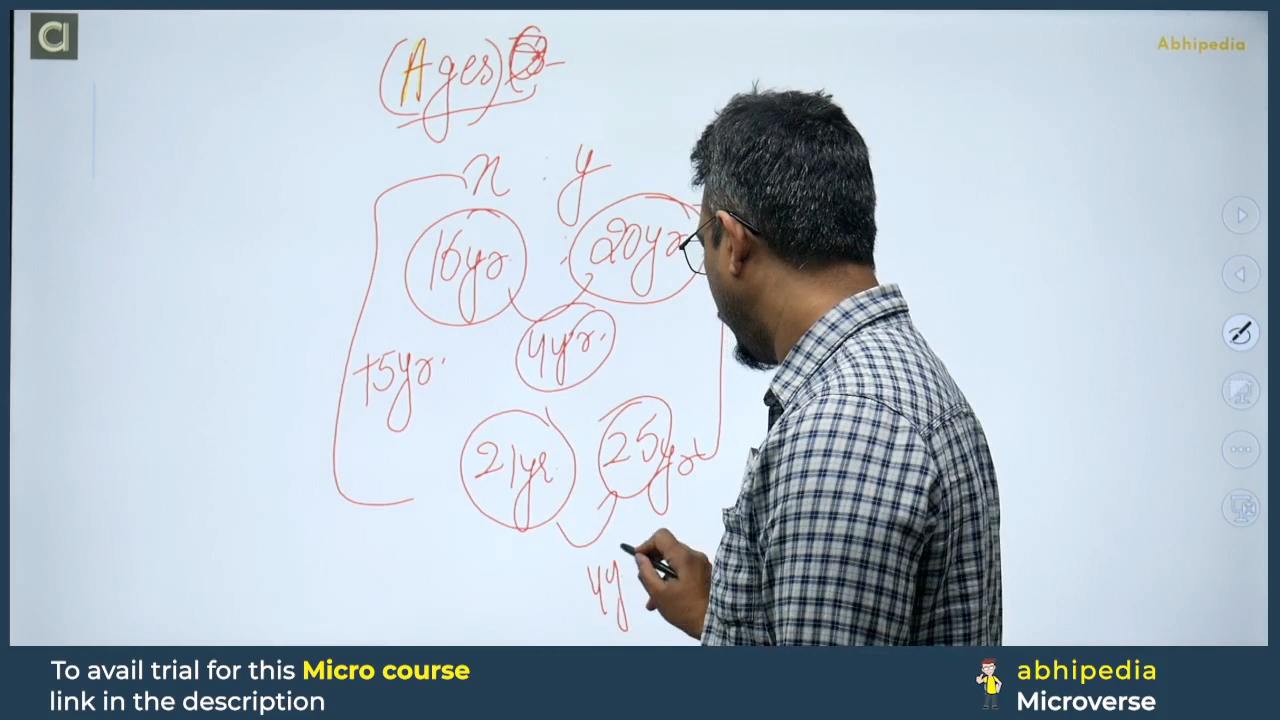 CI
Abhipedia
(Ages)
x : y
16yr : 20yr
4yr.
+5yr.
21yr 25yr
4y
To avail trial for this Micro course
link in the description
abhipedia
Microverse